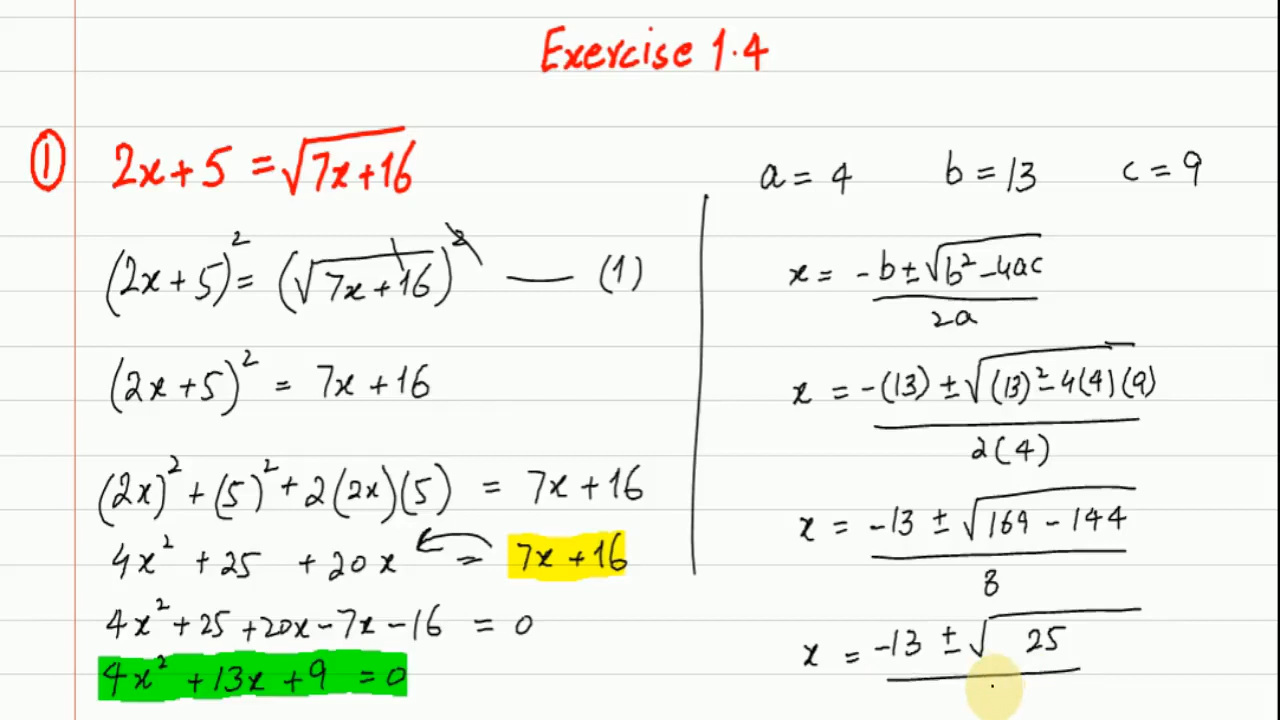 Exercise 1.4
① 2x+5 = √7x+16
(2x+5)² = (√7x+16)² —— (1)
(2x+5)² = 7x+16
(2x)² + (5)² + 2(2x)(5) = 7x+16
4x² + 25 + 20x = 7x+16
4x² + 25 + 20x - 7x - 16 = 0
4x² + 13x + 9 = 0
a = 4 b = 13 c = 9
x = -b ± √b² - 4ac / 2a
x = -(13) ± √(13)² - 4(4)(9) / 2(4)
x = -13 ± √169 - 144 / 8
x = -13 ± √25